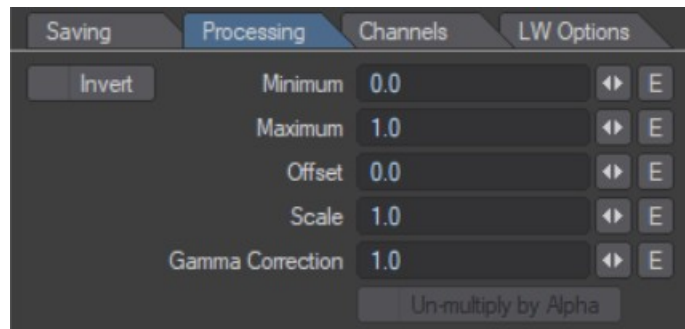 Saving Processing Channels LW Options
Invert Minimum 0.0 E
Maximum 1.0 E
Offset 0.0 E
Scale 1.0 E
Gamma Correction 1.0 E
Un-multiply by Alpha